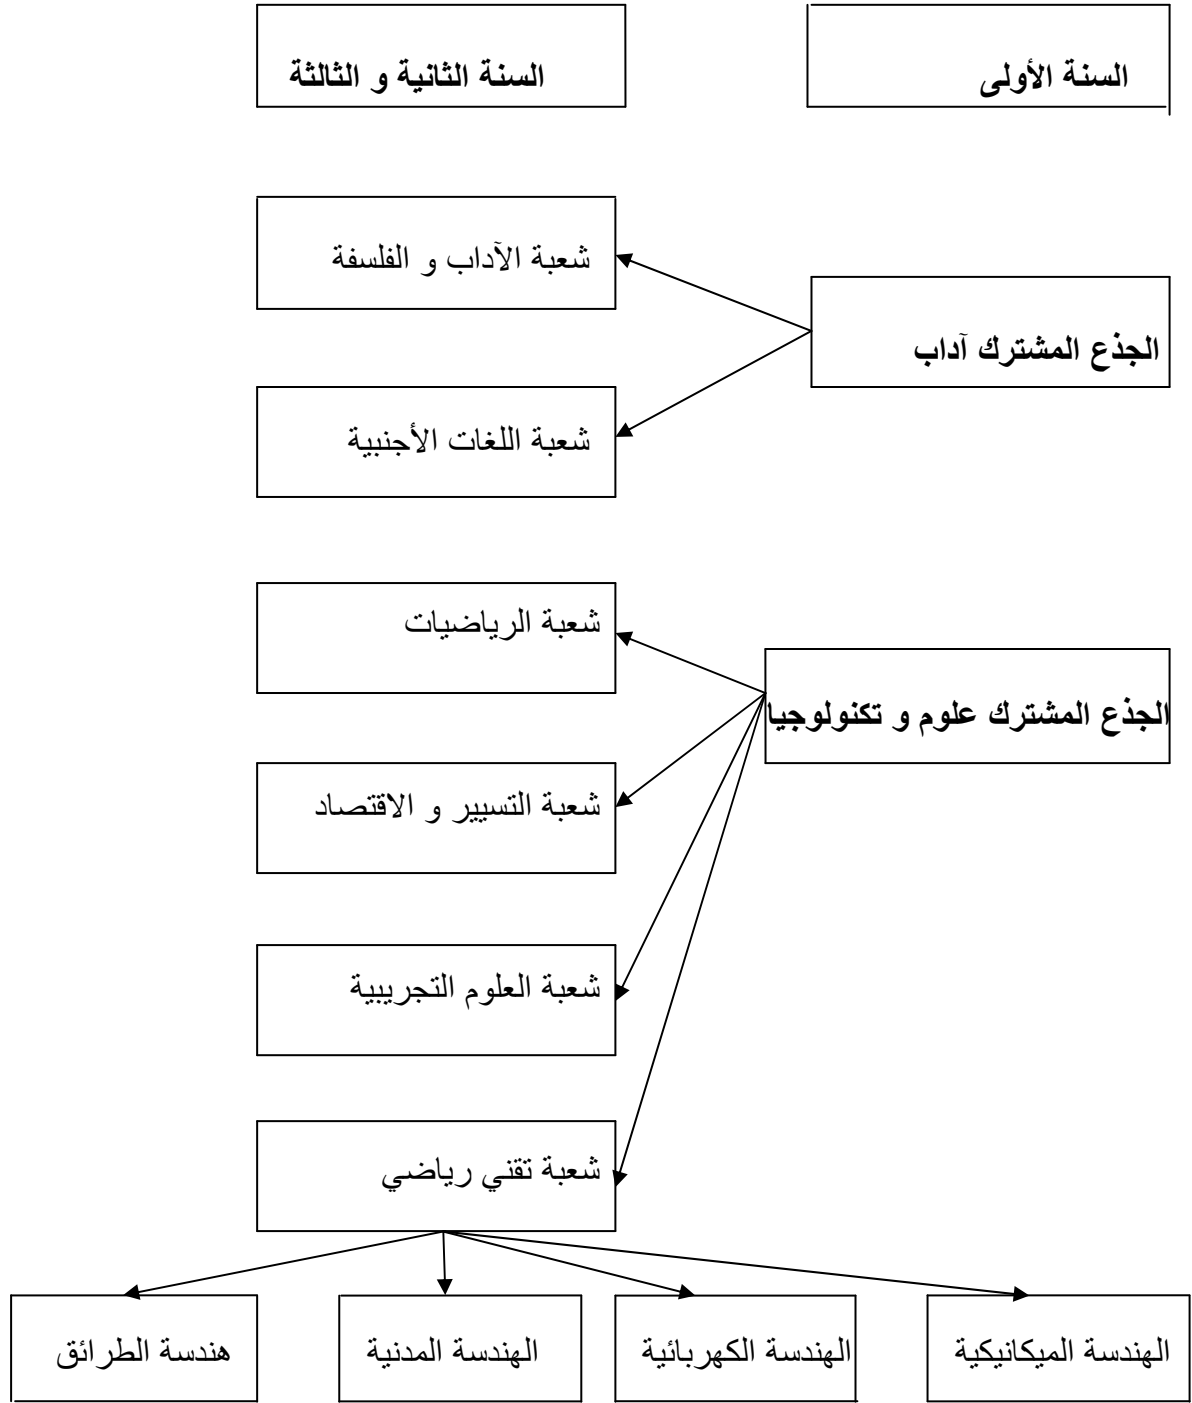 السنة الأولى
السنة الثانية و الثالثة
شعبة الآداب و الفلسفة
الجذع المشترك آداب
شعبة اللغات الأجنبية
شعبة الرياضيات
الجذع المشترك علوم و تكنولوجيا
شعبة التسيير و الاقتصاد
شعبة العلوم التجريبية
شعبة تقني رياضي
الهندسة الميكانيكية
الهندسة الكهربائية
الهندسة المدنية
هندسة الطرائق